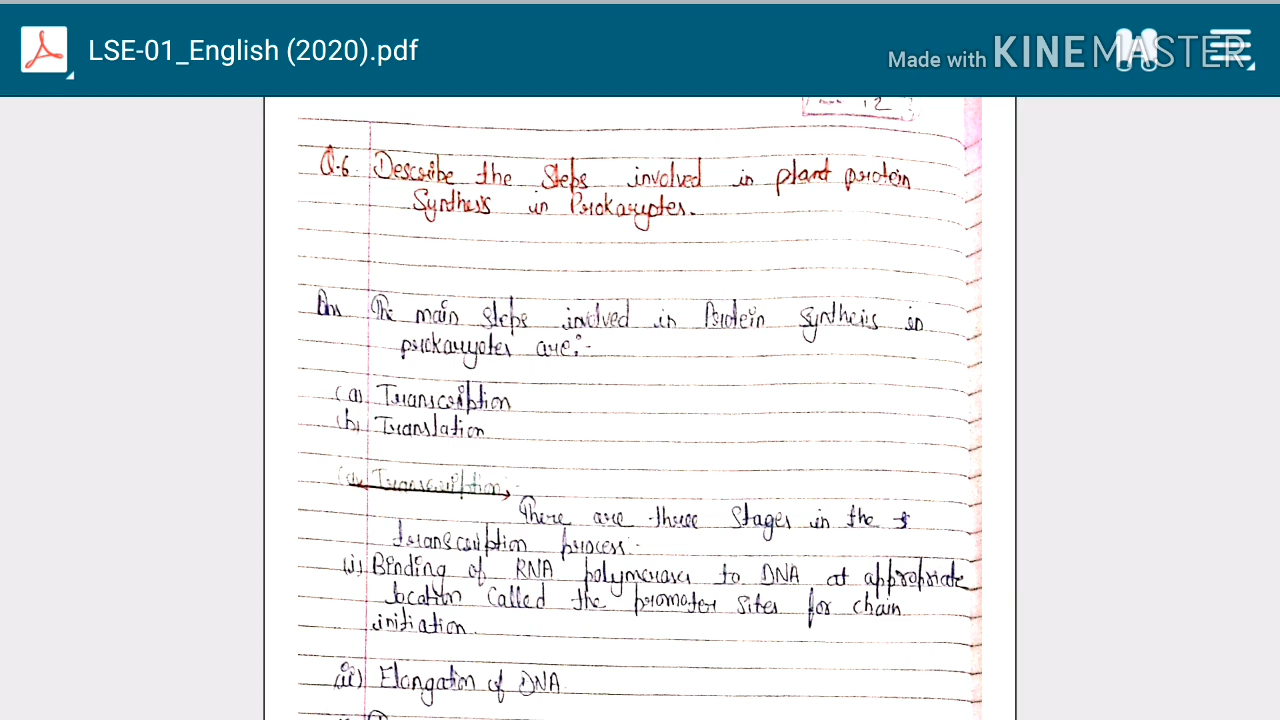 LSE-01_English (2020).pdf
Made with KINEMASTER
12
Q.6 Describe the Steps involved in plant protein
Synthesis in Prokaryotes.
Ans The main steps involved in Protein Synthesis in
prokaryotes are:-
(a) Transcription
(b) Translation
(a) Transcription
There are three stages in the
transcription process:-
(i) Binding of RNA polymerases to DNA at appropriate
location called the promoter sites for chain
initiation.
(ii) Elongation of DNA